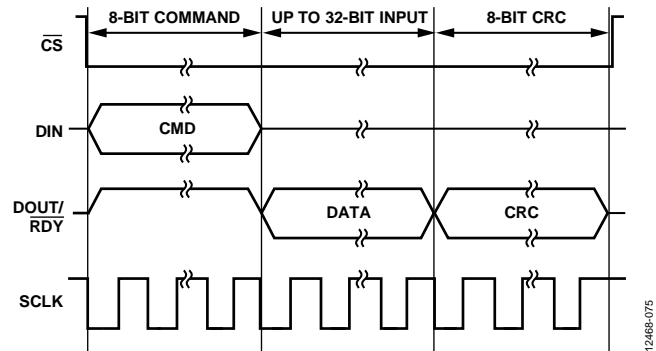 8-BIT COMMAND
UP TO 32-BIT INPUT
8-BIT CRC
CS
DIN
CMD
DOUT/
RDY
DATA
CRC
SCLK
12468-075